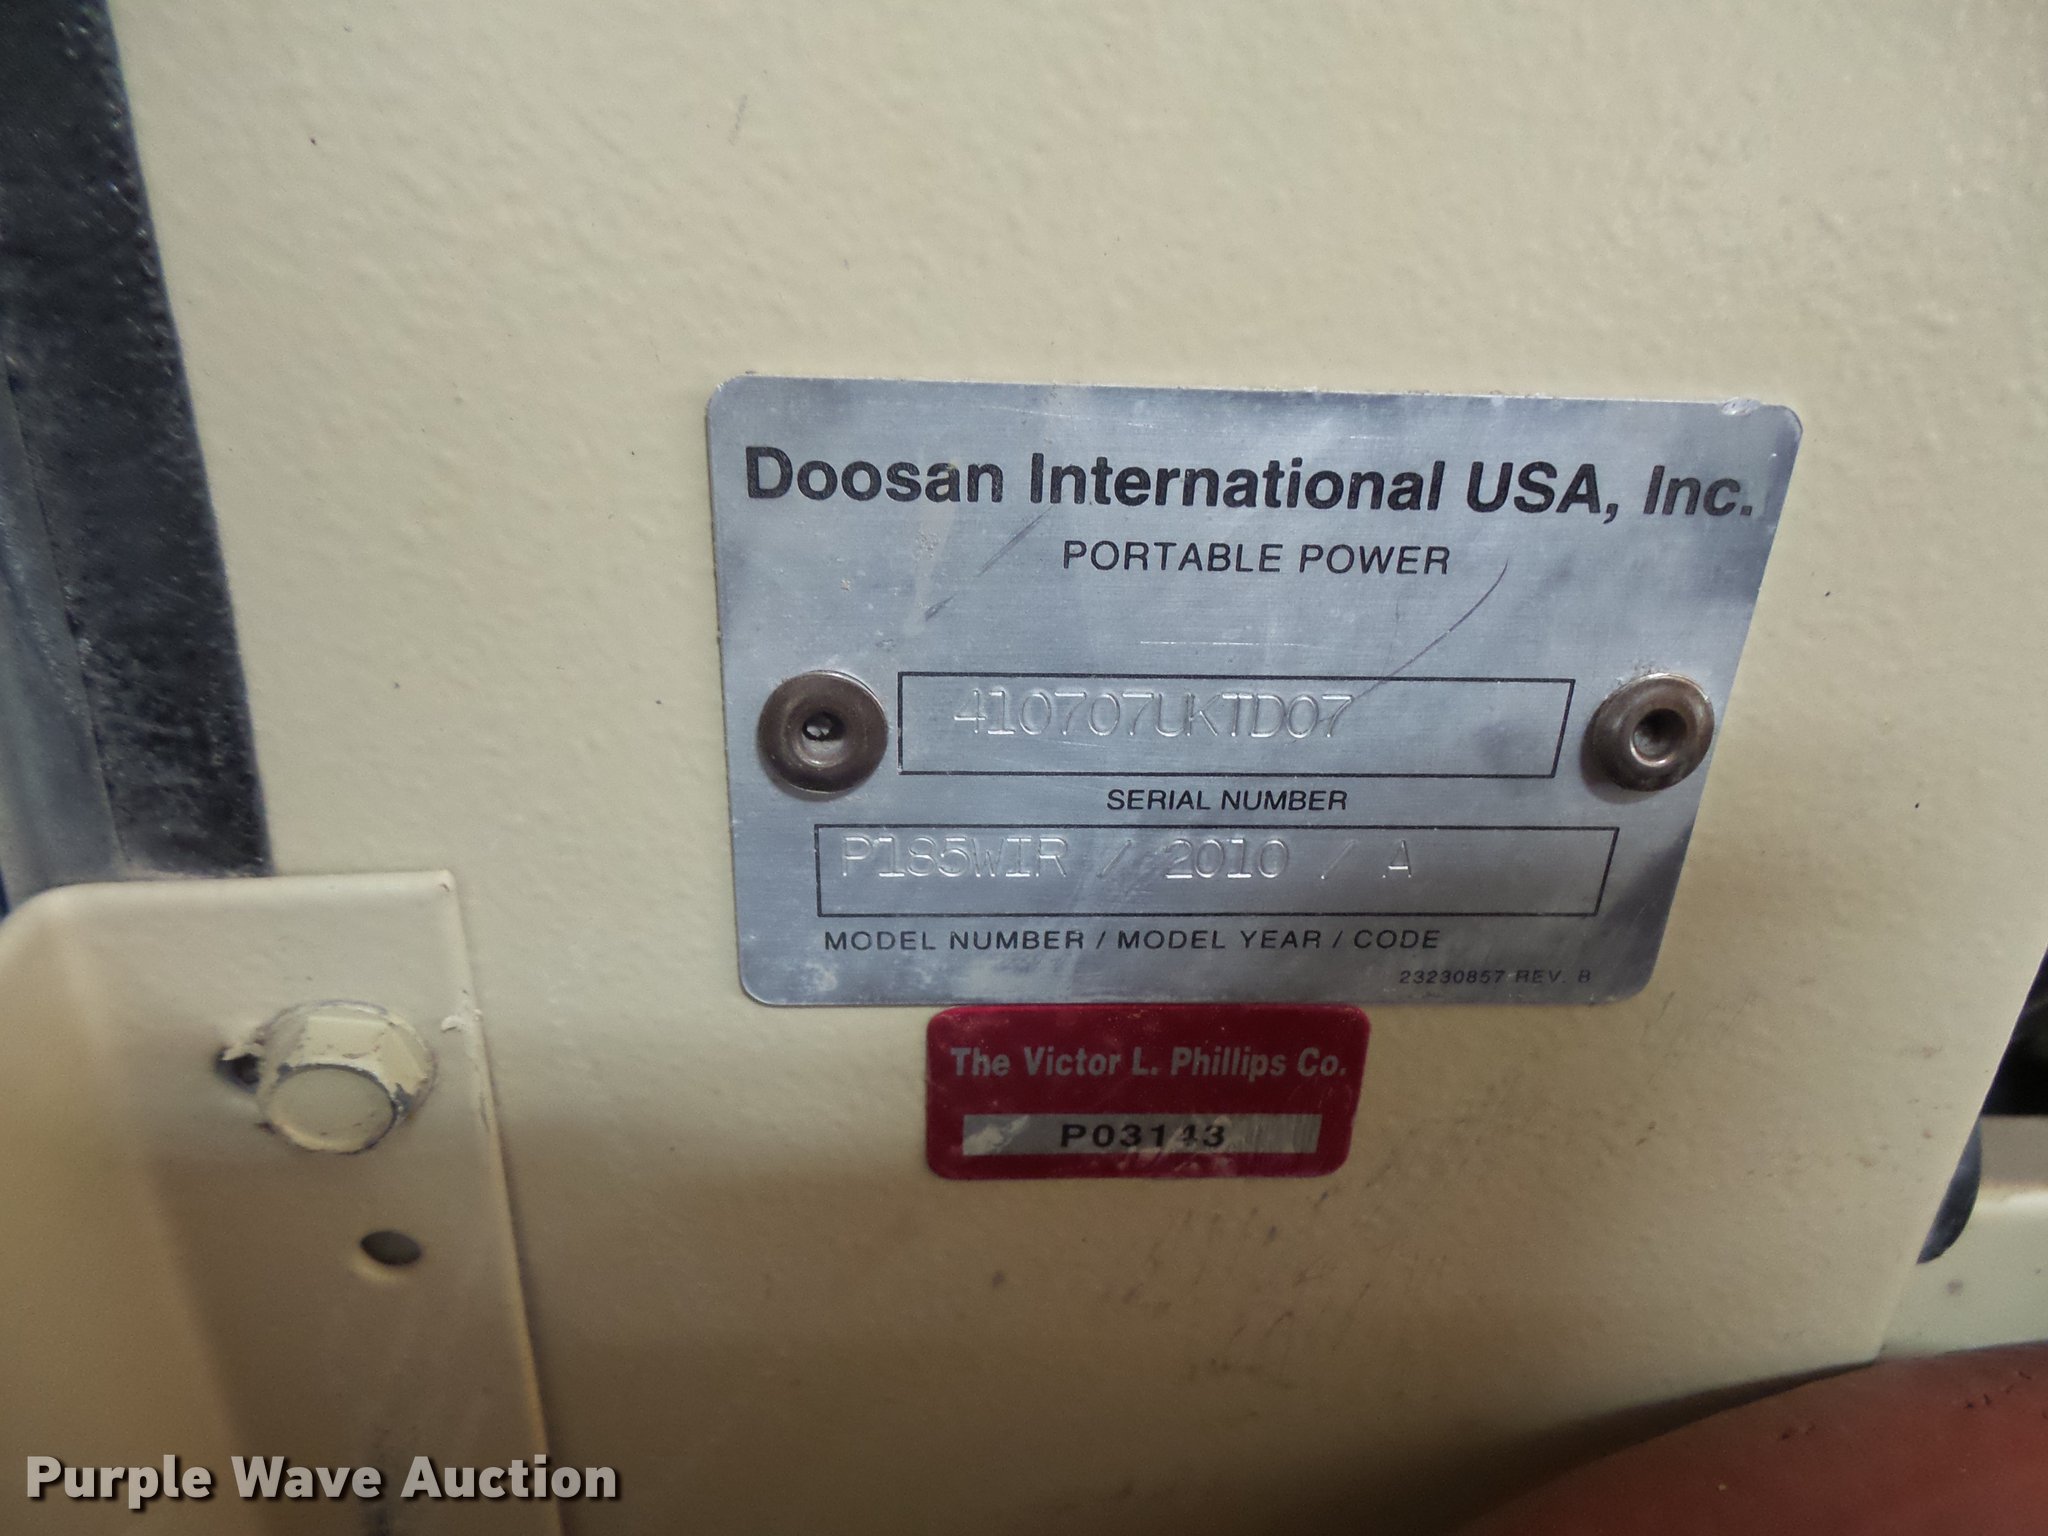 Doosan International USA, Inc.
PORTABLE POWER
410707UKTD07
SERIAL NUMBER
P185WIR / 2010 / A
MODEL NUMBER / MODEL YEAR / CODE
23230857 REV. B
The Victor L. Phillips Co.
P03143
Purple Wave Auction